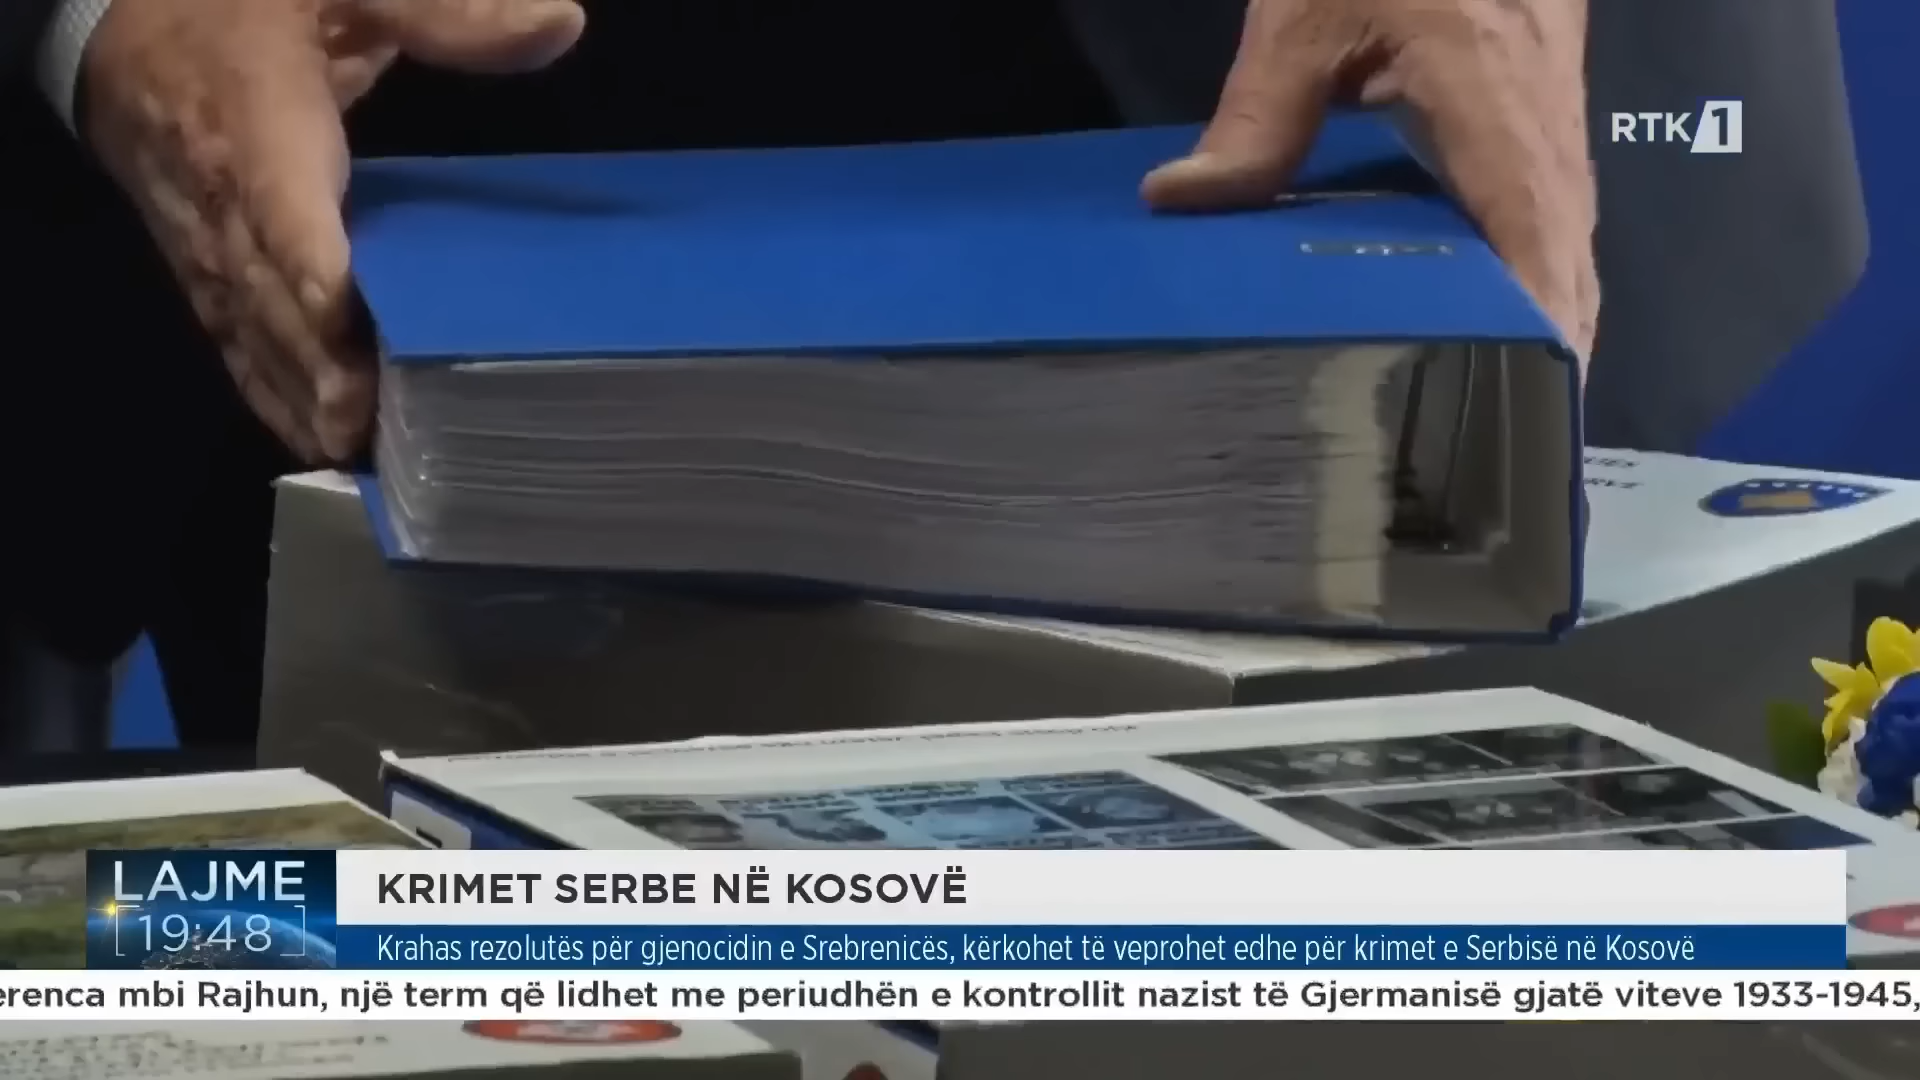 RTK 1
LAJME
19:48
KRIMET SERBE NË KOSOVË
Krahas rezolutës për gjenocidin e Srebrenicës, kërkohet të veprohet edhe për krimet e Serbisë në Kosovë
erenca mbi Rajhun, një term që lidhet me periudhën e kontrollit nazist të Gjermanisë gjatë viteve 1933-1945,